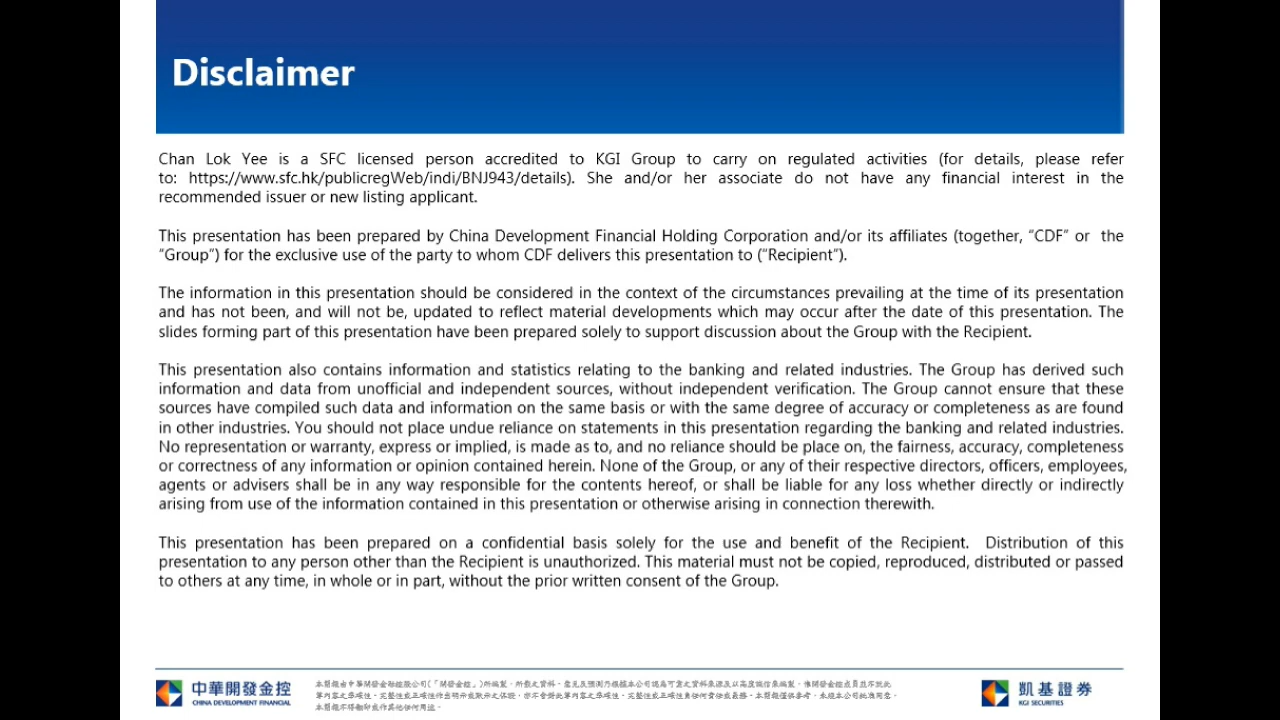 Disclaimer
Chan Lok Yee is a SFC licensed person accredited to KGI Group to carry on regulated activities (for details, please refer
to: https://www.sfc.hk/publicregWeb/indi/BNJ943/details). She and/or her associate do not have any financial interest in the
recommended issuer or new listing applicant.
This presentation has been prepared by China Development Financial Holding Corporation and/or its affiliates (together, “CDF” or the
“Group”) for the exclusive use of the party to whom CDF delivers this presentation to (“Recipient”).
The information in this presentation should be considered in the context of the circumstances prevailing at the time of its presentation
and has not been, and will not be, updated to reflect material developments which may occur after the date of this presentation. The
slides forming part of this presentation have been prepared solely to support discussion about the Group with the Recipient.
This presentation also contains information and statistics relating to the banking and related industries. The Group has derived such
information and data from unofficial and independent sources, without independent verification. The Group cannot ensure that these
sources have compiled such data and information on the same basis or with the same degree of accuracy or completeness as are found
in other industries. You should not place undue reliance on statements in this presentation regarding the banking and related industries.
No representation or warranty, express or implied, is made as to, and no reliance should be place on, the fairness, accuracy, completeness
or correctness of any information or opinion contained herein. None of the Group, or any of their respective directors, officers, employees,
agents or advisers shall be in any way responsible for the contents hereof, or shall be liable for any loss whether directly or indirectly
arising from use of the information contained in this presentation or otherwise arising in connection therewith.
This presentation has been prepared on a confidential basis solely for the use and benefit of the Recipient. Distribution of this
presentation to any person other than the Recipient is unauthorized. This material must not be copied, reproduced, distributed or passed
to others at any time, in whole or in part, without the prior written consent of the Group.
中華開發金控
CHINA DEVELOPMENT FINANCIAL
凱基證券
KGI SECURITIES